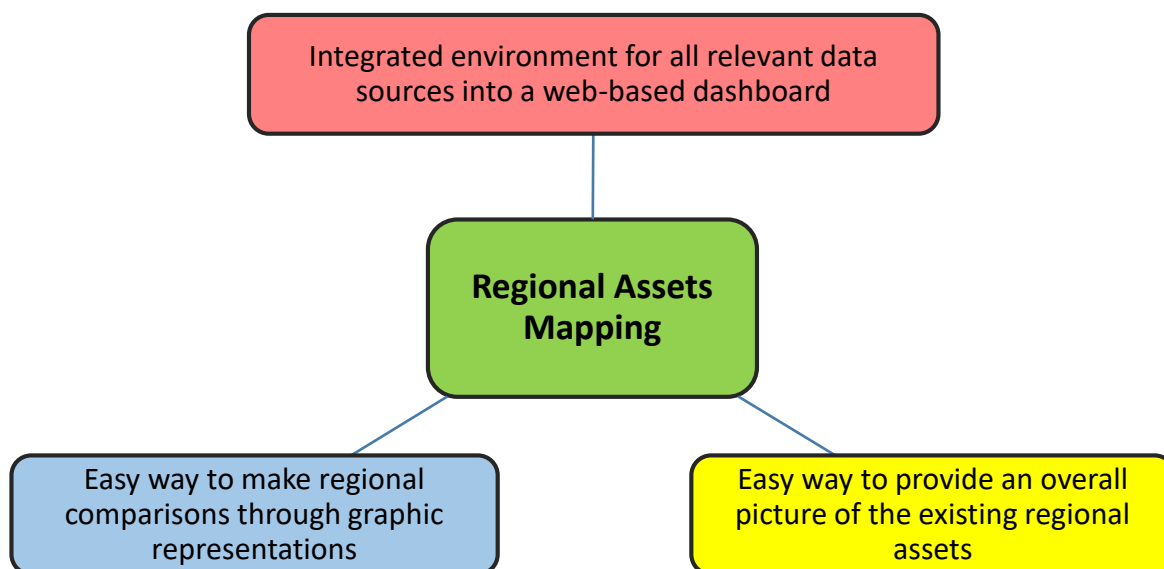 Integrated environment for all relevant data
sources into a web-based dashboard
Regional Assets
Mapping
Easy way to make regional
comparisons through graphic
representations
Easy way to provide an overall
picture of the existing regional
assets